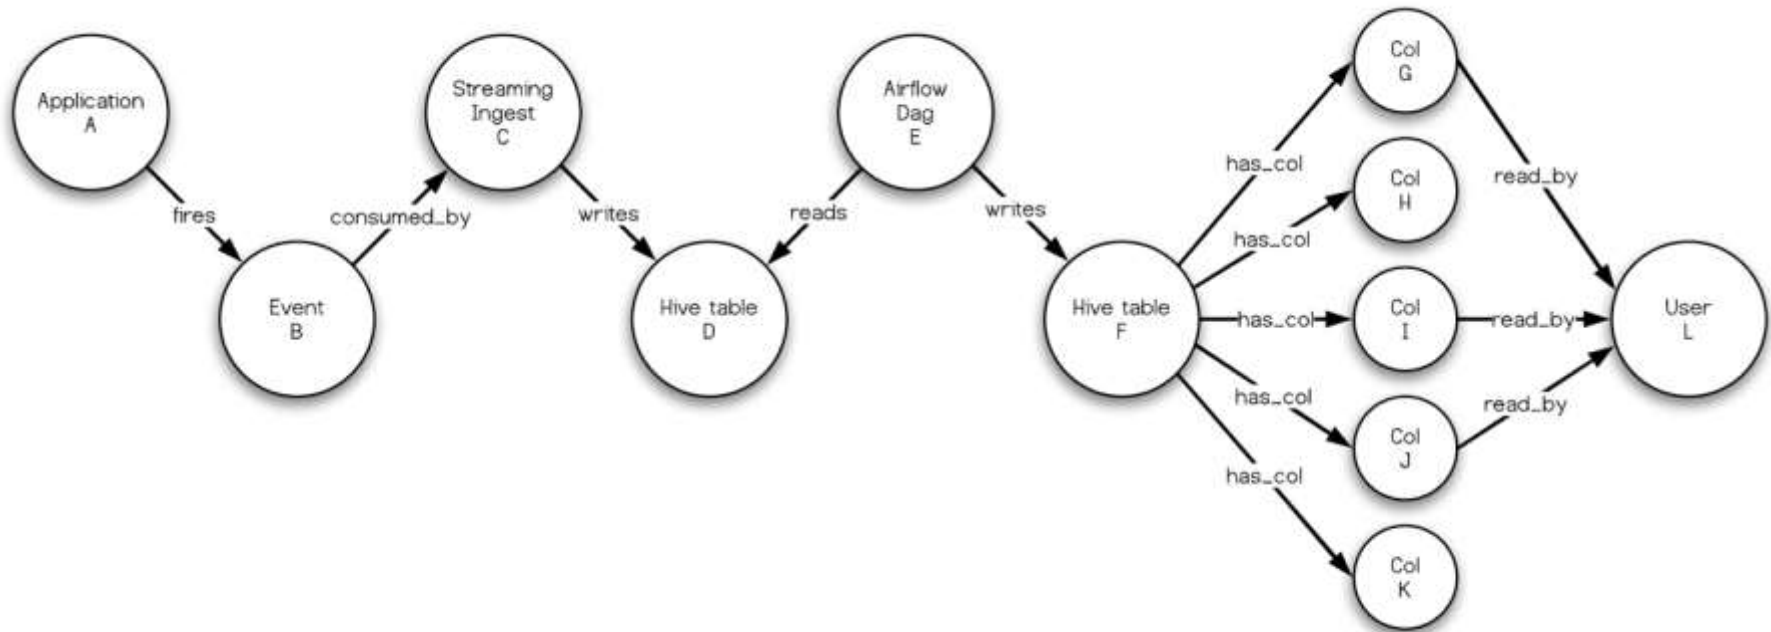 Application
A
fires
Event
B
consumed_by
Streaming
Ingest
C
writes
Hive table
D
reads
Airflow
Dag
E
writes
Hive table
F
has_col
has_col
has_col
has_col
has_col
Col
G
Col
H
Col
I
Col
J
Col
K
read_by
read_by
read_by
User
L